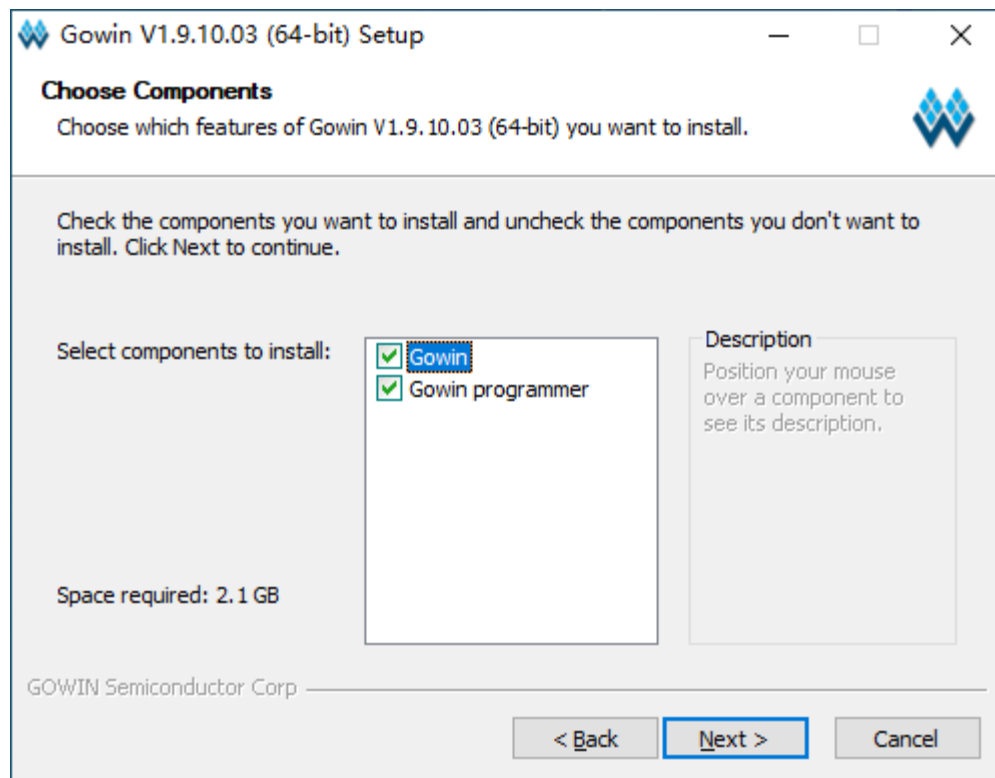 Gowin V1.9.10.03 (64-bit) Setup
Choose Components
Choose which features of Gowin V1.9.10.03 (64-bit) you want to install.
Check the components you want to install and uncheck the components you don't want to
install. Click Next to continue.
Select components to install:
Gowin
Gowin programmer
Description
Position your mouse
over a component to
see its description.
Space required: 2.1 GB
GOWIN Semiconductor Corp
< Back
Next >
Cancel